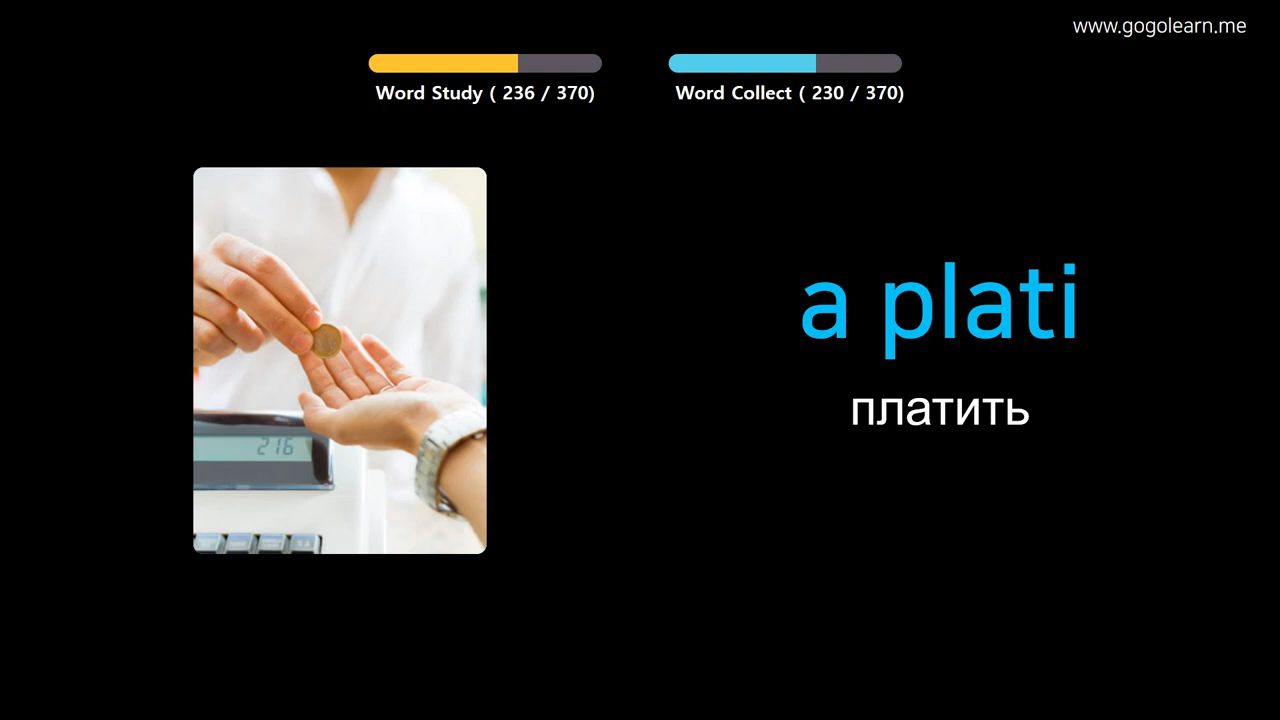 www.gogolearn.me
Word Study ( 236 / 370)
Word Collect ( 230 / 370)
a plati
платить
216